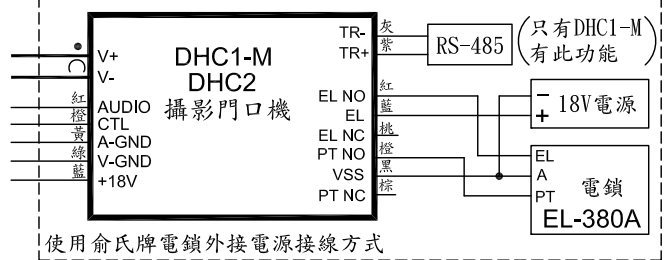 V+
V-
紅 AUDIO
橙 CTL
黃 A-GND
綠 V-GND
藍 +18V
DHC1-M
DHC2
攝影門口機
TR- 灰
TR+ 紫
EL NO 紅
EL 藍
EL NC 桃
PT NO 橙
VSS 黑
PT NC 棕
RS-485
(只有DHC1-M
有此功能)
−
+ 18V電源
EL
A
PT
電鎖
EL-380A
使用俞氏牌電鎖外接電源接線方式